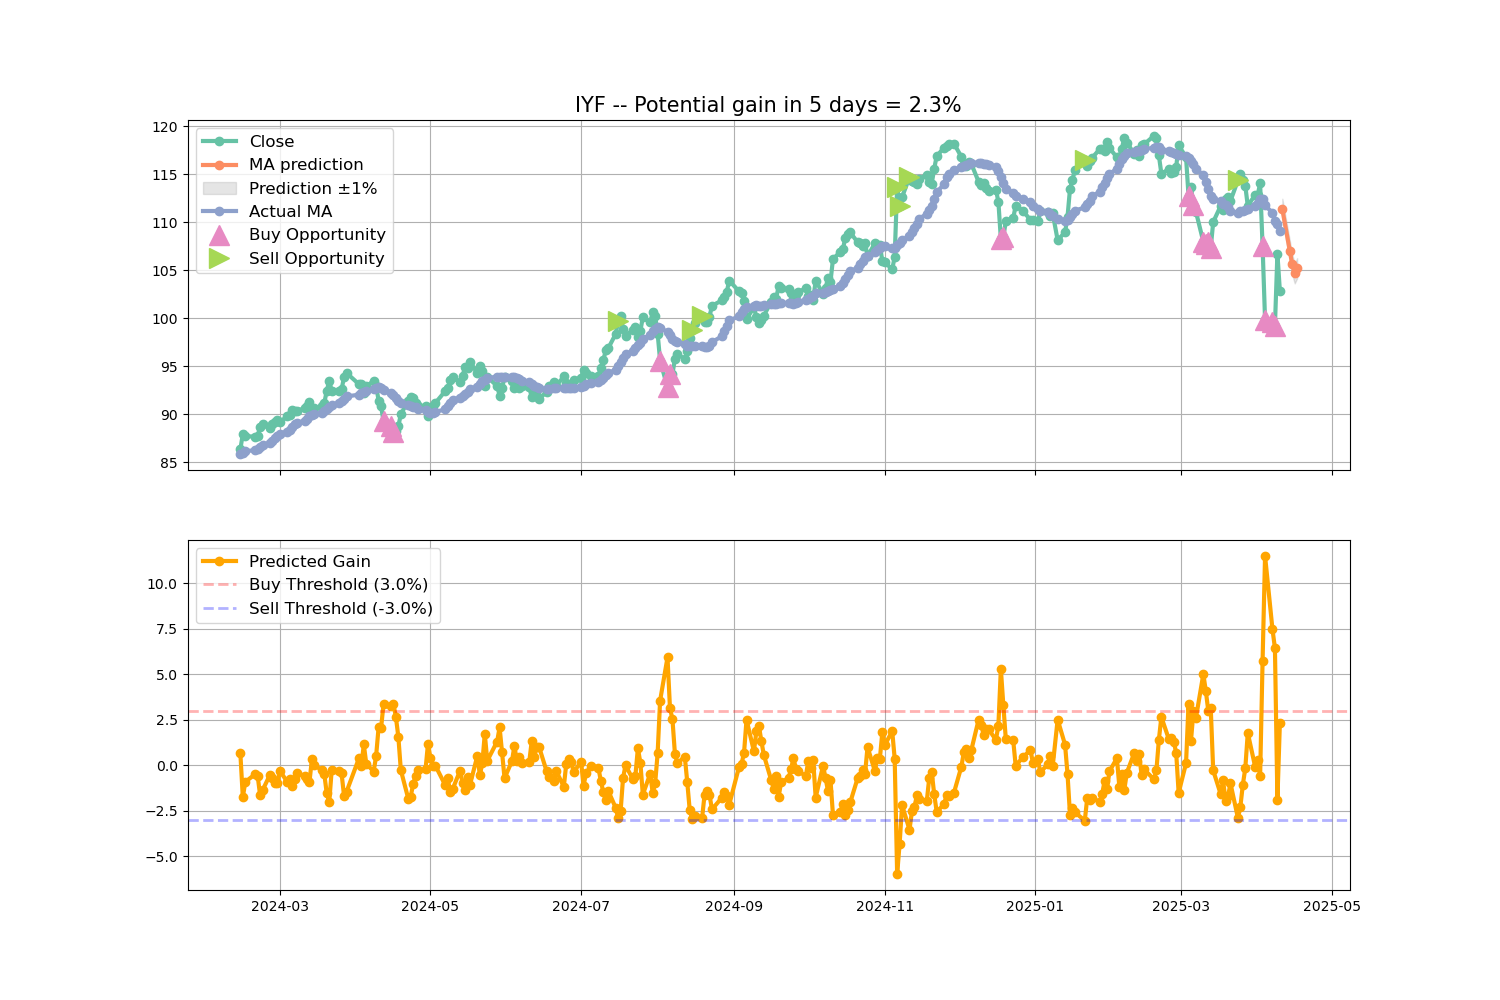 IYF -- Potential gain in 5 days = 2.3%
120
115
110
105
100
95
90
85
Close
MA prediction
Prediction ±1%
Actual MA
Buy Opportunity
Sell Opportunity
10.0
7.5
5.0
2.5
0.0
−2.5
−5.0
Predicted Gain
Buy Threshold (3.0%)
Sell Threshold (-3.0%)
2024-03
2024-05
2024-07
2024-09
2024-11
2025-01
2025-03
2025-05